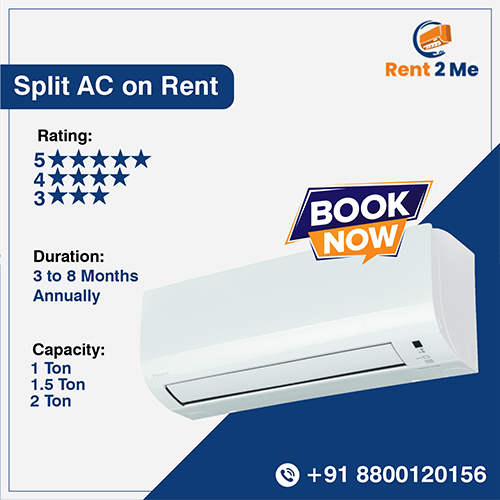 Rent 2 Me
Split AC on Rent
Rating:
5★★★★★
4★★★★
3★★★
BOOK
NOW
Duration:
3 to 8 Months
Annually
Capacity:
1 Ton
1.5 Ton
2 Ton
+91 8800120156